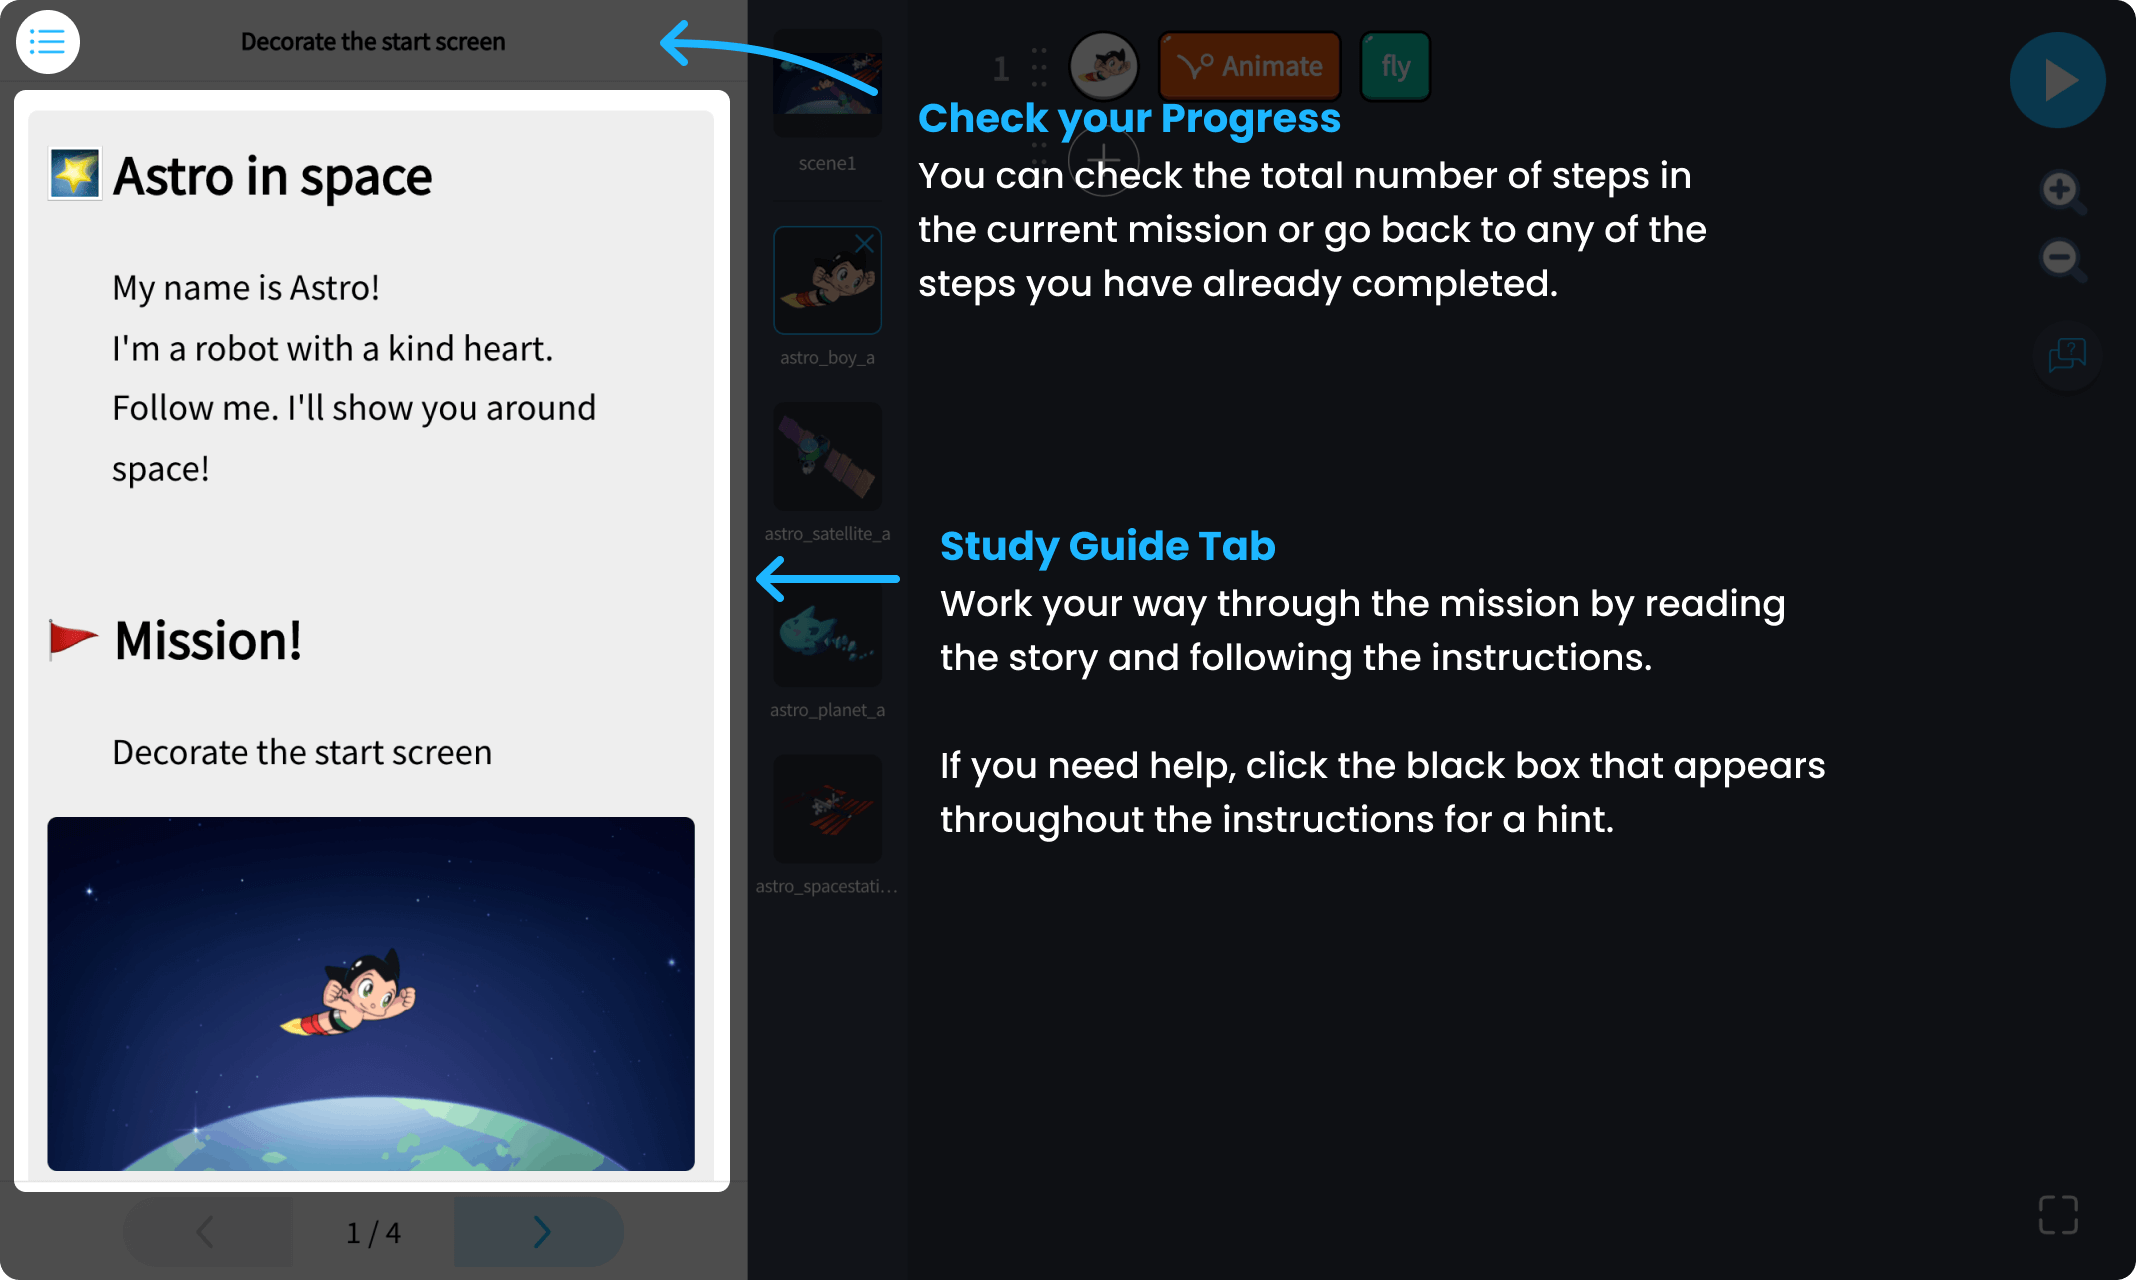 Decorate the start screen
Astro in space
My name is Astro!
I'm a robot with a kind heart.
Follow me. I'll show you around
space!
Mission!
Decorate the start screen
1 / 4
scene1
astro_boy_a
astro_satellite_a
astro_planet_a
astro_spacestati...
1
Animate
fly
Check your Progress
You can check the total number of steps in
the current mission or go back to any of the
steps you have already completed.
Study Guide Tab
Work your way through the mission by reading
the story and following the instructions.
If you need help, click the black box that appears
throughout the instructions for a hint.